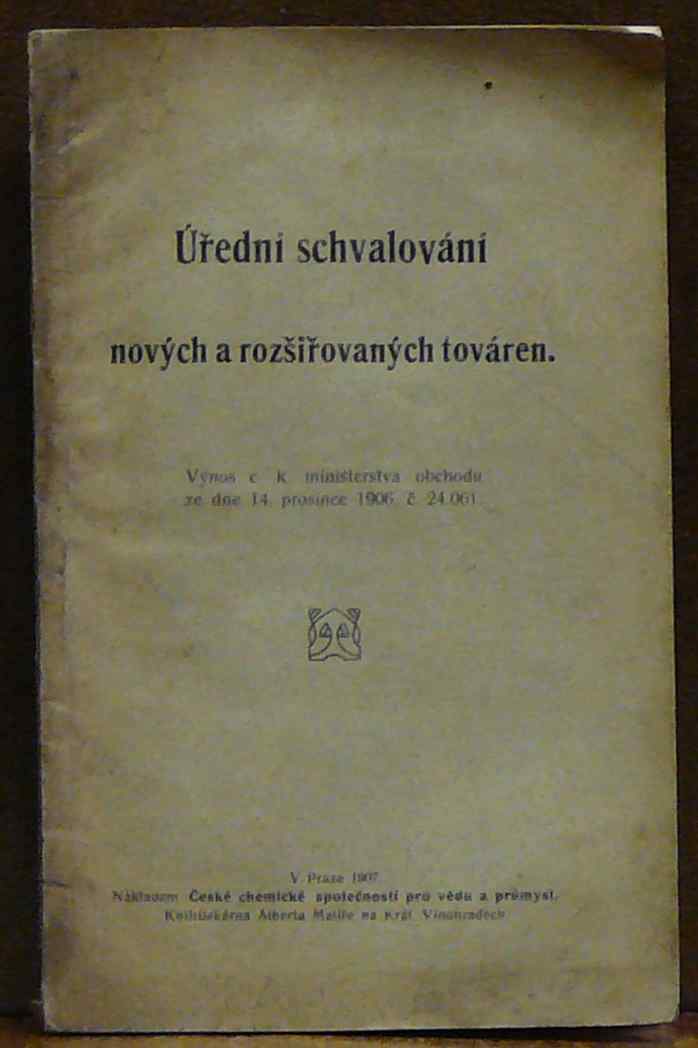 Úřední schvalování
nových a rozšiřovaných továren.
Výnos c. k. ministerstva obchodu
ze dne 14. prosince 1906 č. 24.061.
V Praze 1907.
Nákladem České chemické společnosti pro vědu a průmysl.
Knihtiskárna Alberta Malíře na Král. Vinohradech